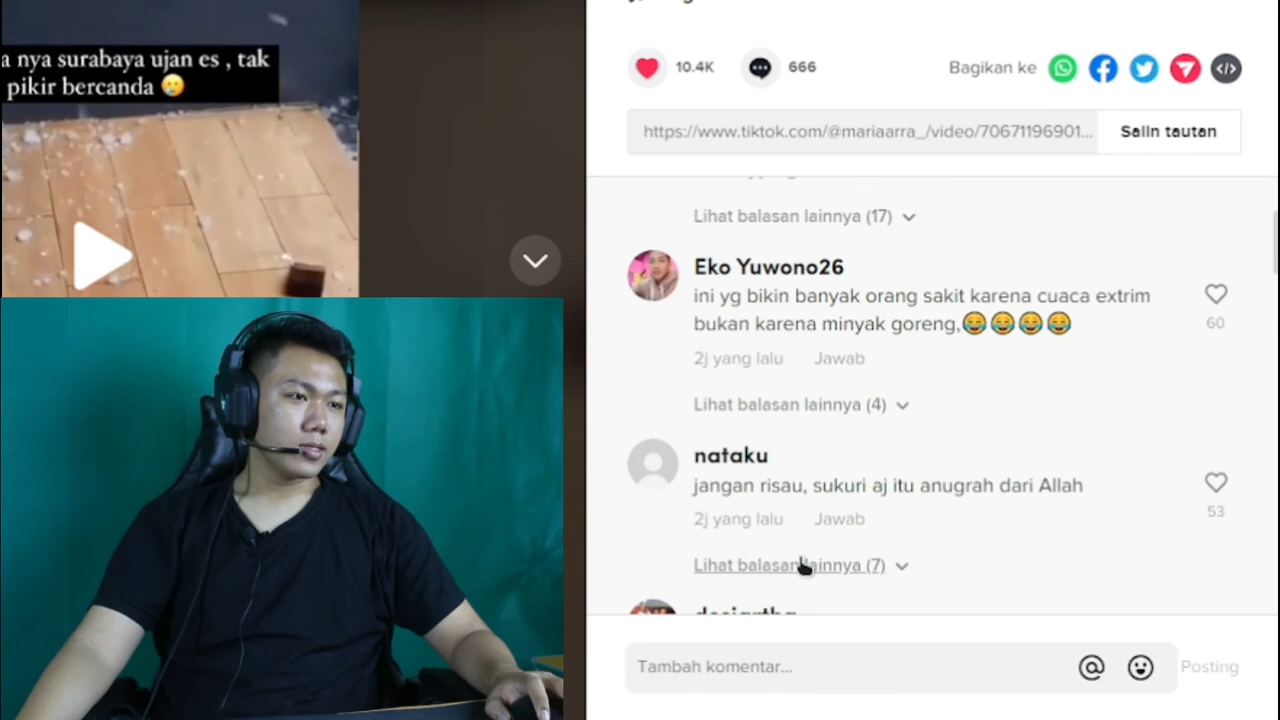 a nya surabaya ujan es , tak
pikir bercanda 😢
10.4K
666
Bagikan ke
https://www.tiktok.com/@mariaarra_/video/70671196901...
Salin tautan
Lihat balasan lainnya (17)
Eko Yuwono26
ini yg bikin banyak orang sakit karena cuaca extrim
bukan karena minyak goreng,😂😂😂😂
60
2j yang lalu Jawab
Lihat balasan lainnya (4)
nataku
jangan risau, sukuri aj itu anugrah dari Allah
53
2j yang lalu Jawab
Lihat balasan lainnya (7)
Tambah komentar...
Posting